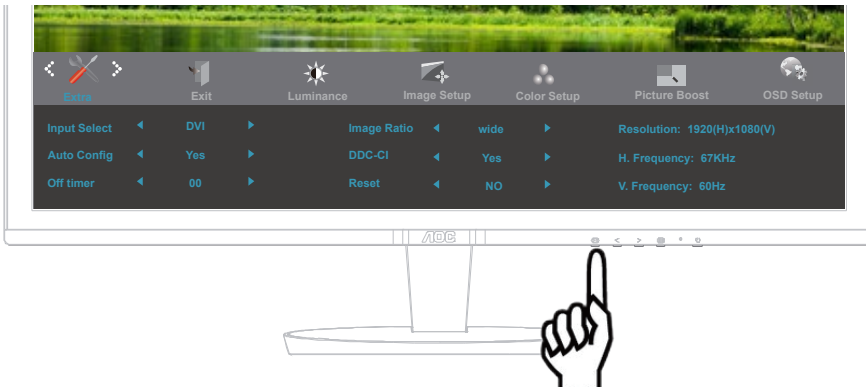 Extra Exit Luminance Image Setup Color Setup Picture Boost OSD Setup
Input Select DVI Image Ratio wide Resolution: 1920(H)x1080(V)
Auto Config Yes DDC-CI Yes H. Frequency: 67KHz
Off timer 00 Reset NO V. Frequency: 60Hz
AOC